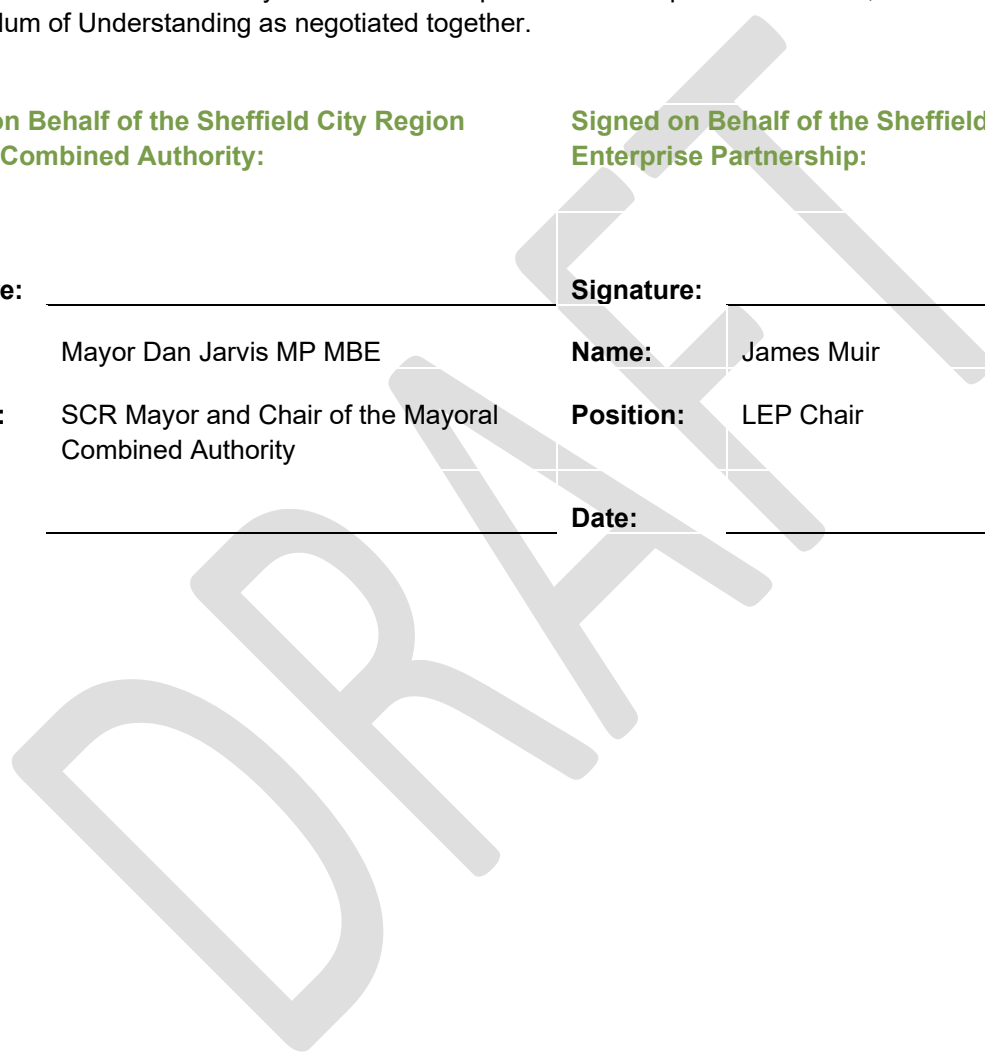 dum of Understanding as negotiated together.
on Behalf of the Sheffield City Region
Combined Authority:
Signed on Behalf of the Sheffield
Enterprise Partnership:
e:
Signature:
Mayor Dan Jarvis MP MBE
Name: James Muir
: SCR Mayor and Chair of the Mayoral
Combined Authority
Position: LEP Chair
Date:
DRAFT